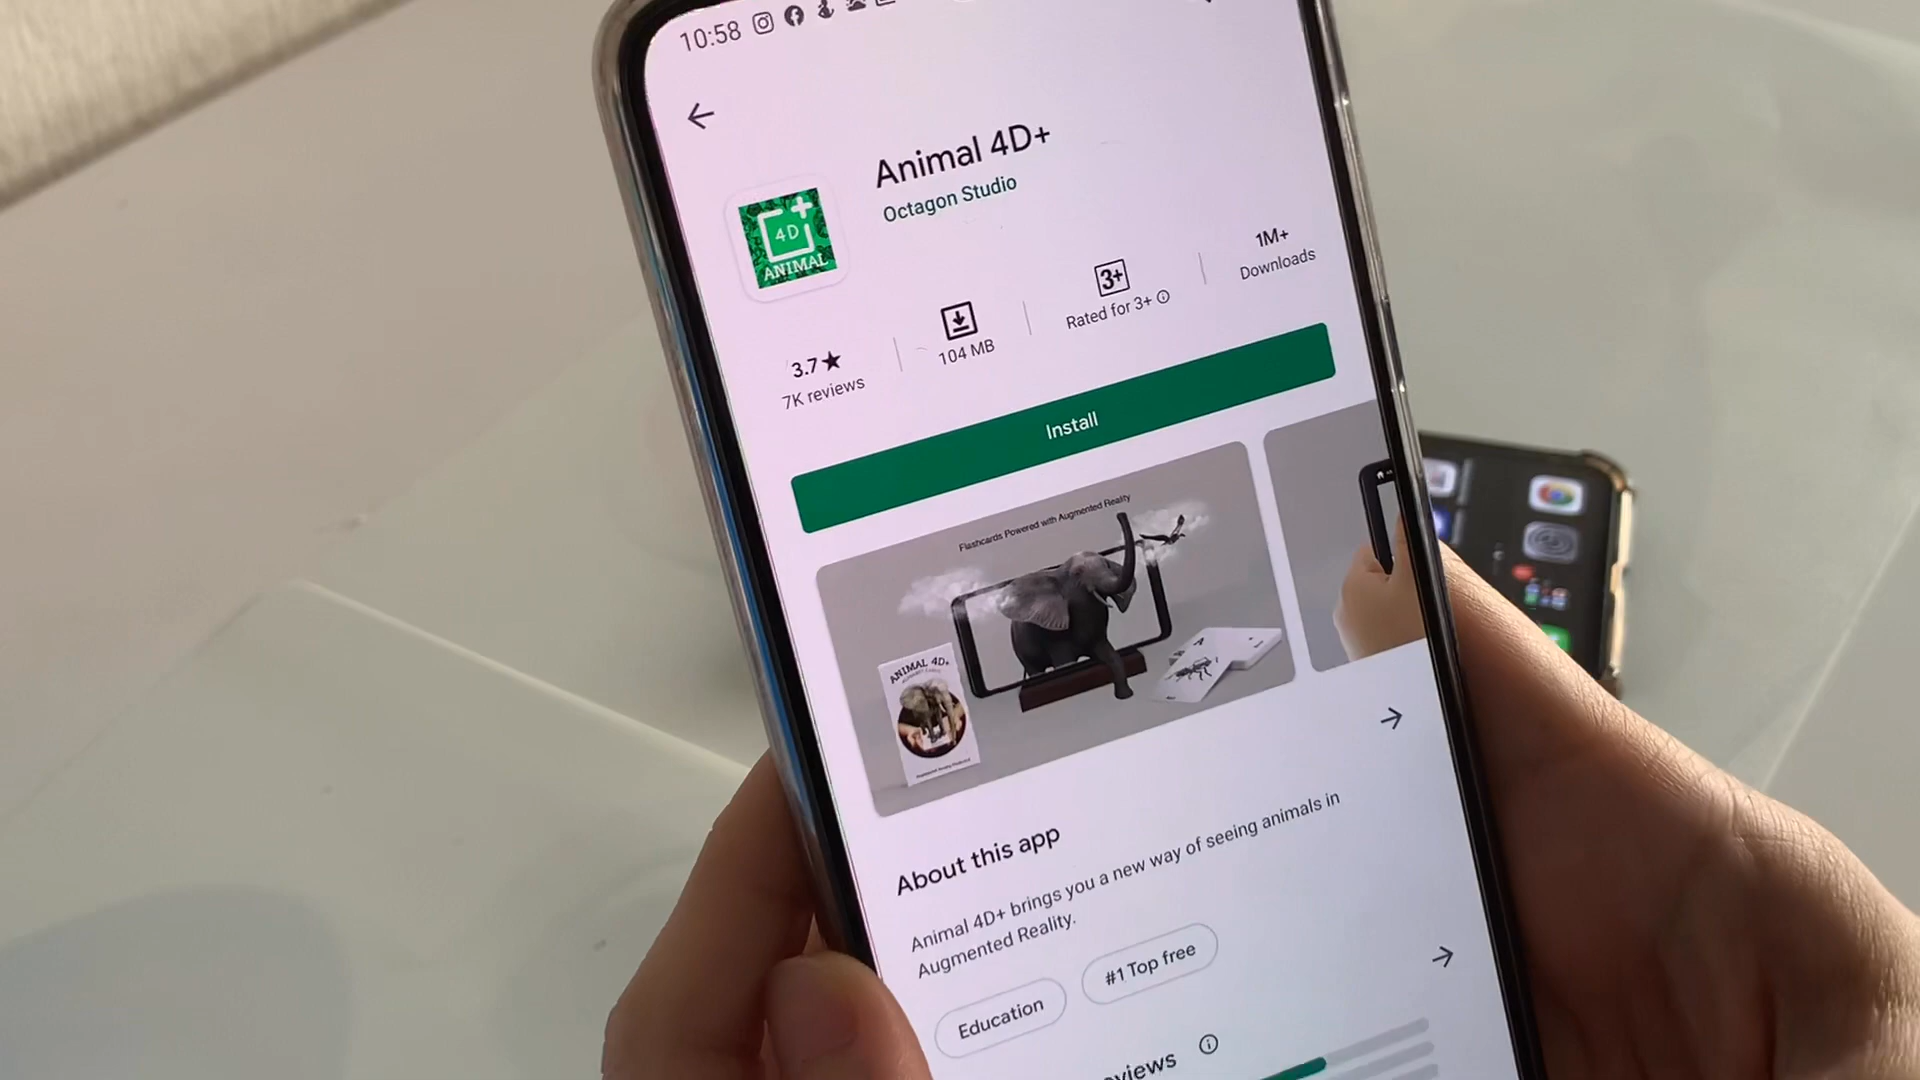 10:58
Animal 4D+
Octagon Studio
4D
ANIMAL
3.7★
7K reviews
104 MB
3+
Rated for 3+
1M+
Downloads
Install
Flashcards Powered with Augmented Reality
ANIMAL 4D+
A
About this app
Animal 4D+ brings you a new way of seeing animals in
Augmented Reality.
Education
#1 Top free
views